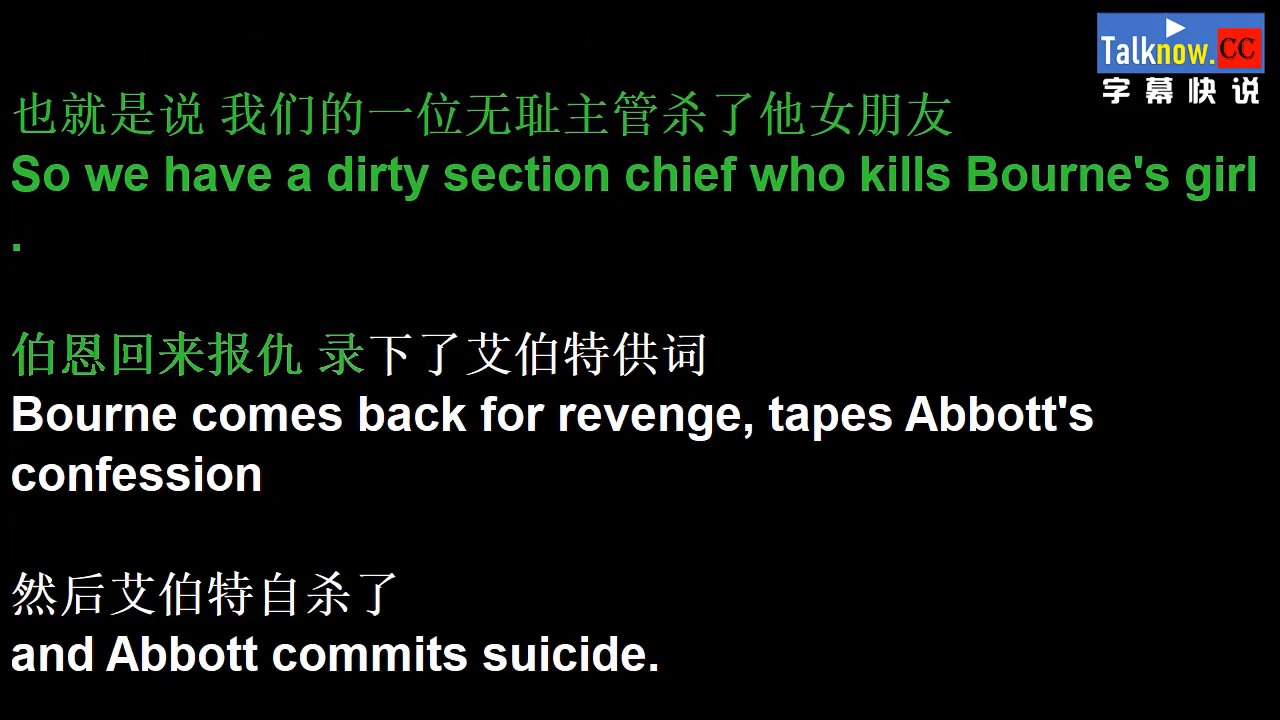 Talknow.CC
字幕快说
也就是说 我们的一位无耻主管杀了他女朋友
So we have a dirty section chief who kills Bourne's girl
.
伯恩回来报仇 录下了艾伯特供词
Bourne comes back for revenge, tapes Abbott's
confession
然后艾伯特自杀了
and Abbott commits suicide.